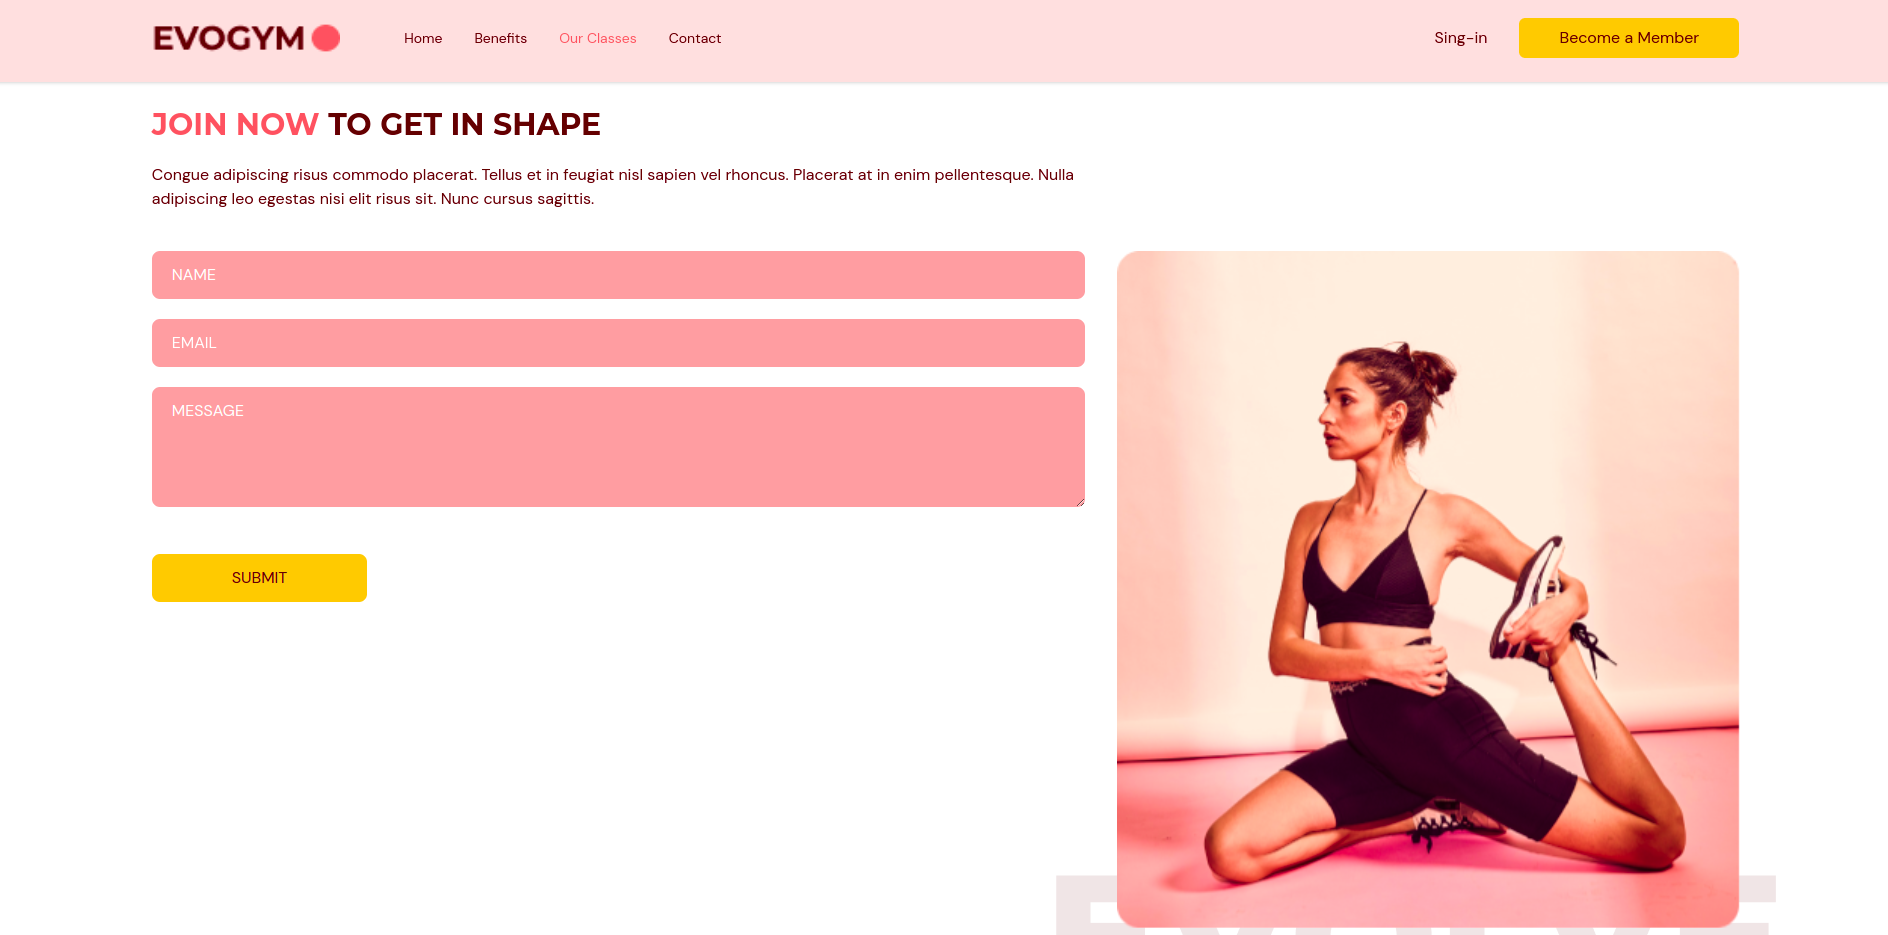 EVOGYM
Home
Benefits
Our Classes
Contact
Sing-in
Become a Member
JOIN NOW TO GET IN SHAPE
Congue adipiscing risus commodo placerat. Tellus et in feugiat nisl sapien vel rhoncus. Placerat at in enim pellentesque. Nulla
adipiscing leo egestas nisi elit risus sit. Nunc cursus sagittis.
NAME
EMAIL
MESSAGE
SUBMIT